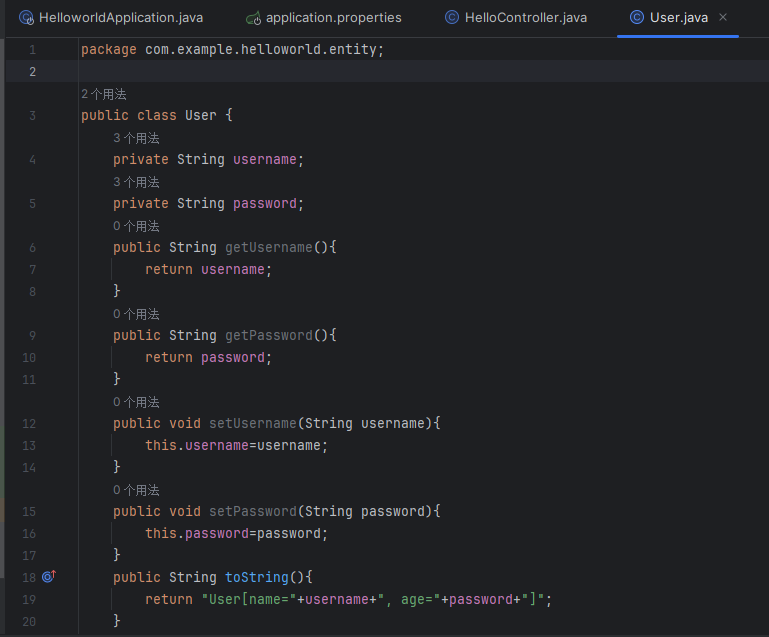 HelloworldApplication.java application.properties HelloController.java User.java
1 package com.example.helloworld.entity;
2
2 个用法
3 public class User {
3 个用法
4 private String username;
3 个用法
5 private String password;
0 个用法
6 public String getUsername(){
7 return username;
8 }
0 个用法
9 public String getPassword(){
10 return password;
11 }
0 个用法
12 public void setUsername(String username){
13 this.username=username;
14 }
0 个用法
15 public void setPassword(String password){
16 this.password=password;
17 }
18 public String toString(){
19 return "User[name="+username+", age="+password+"]";
20 }